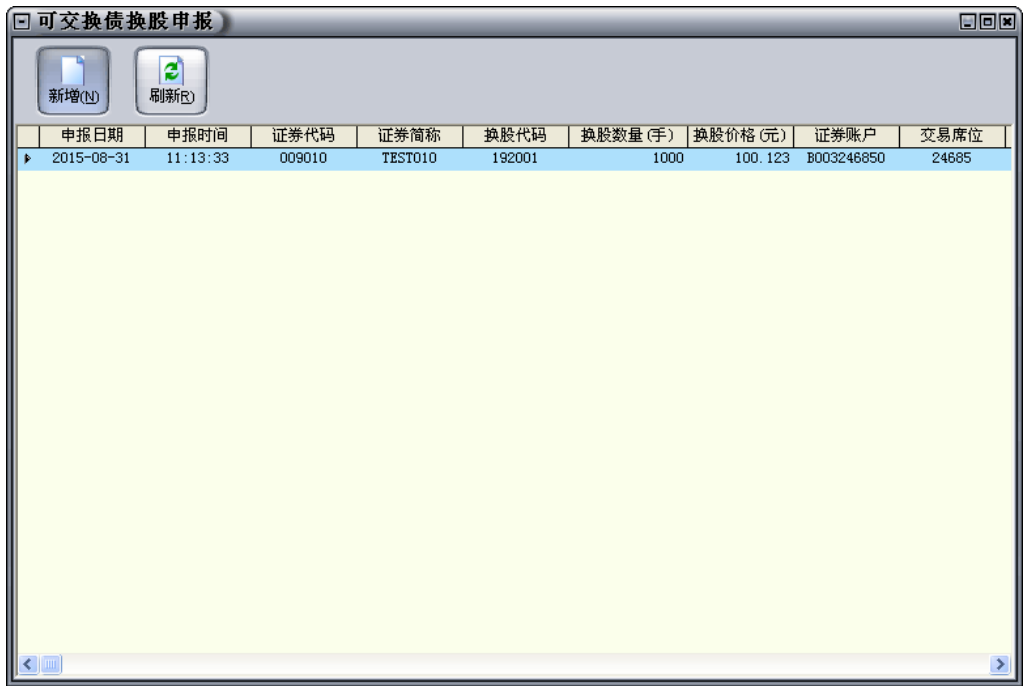 可交换债换股申报
新增(N) 刷新R)
申报日期 申报时间 证券代码 证券简称 换股代码 换股数量(手) 换股价格(元) 证券账户 交易席位
2015-08-31 11:13:33 009010 TEST010 192001 1000 100.123 B003246850 24685